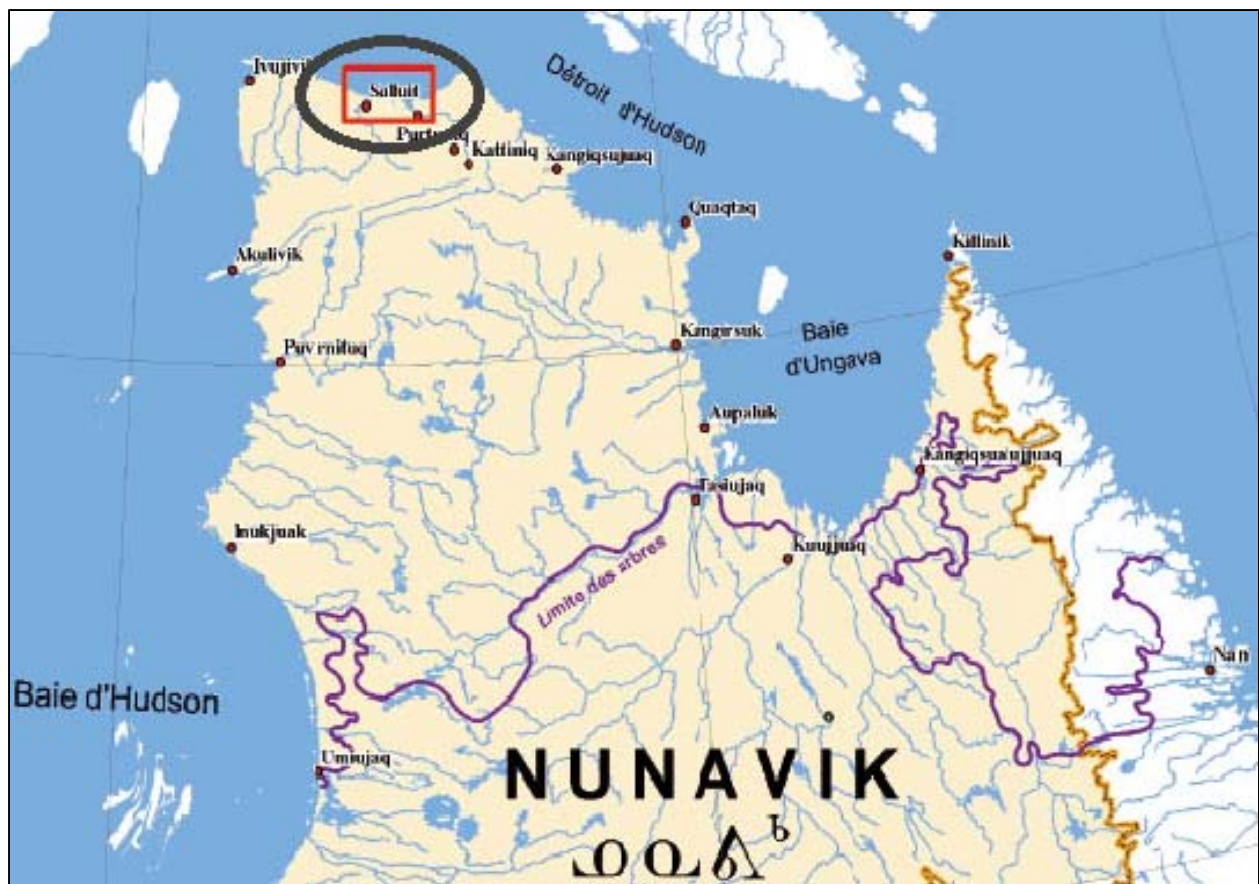 Ivujivik
Salluit
Détroit d'Hudson
Kattiniq
Kangiqsujuaq
Quaqtaq
Killinik
Akulivik
Puvirnituq
Kangirsuk
Baie
d'Ungava
Aupaluk
Kangiqsualujjuaq
Tasiujaq
Inukjuak
Kuujjuaq
Limite des arbres
Nain
Baie d'Hudson
Umiujaq
NUNAVIK
ᓄᓇᕕᒃ